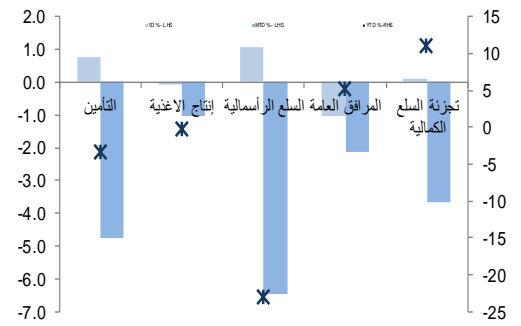 1D %- LHS MTD %- LHS YTD %-RHS
2.0
1.0
0.0
-1.0
-2.0
-3.0
-4.0
-5.0
-6.0
-7.0
التأمين
إنتاج الاغذية
السلع الرأسمالية
المرافق العامة
تجزئة السلع
الكمالية
15
10
5
0
-5
-10
-15
-20
-25